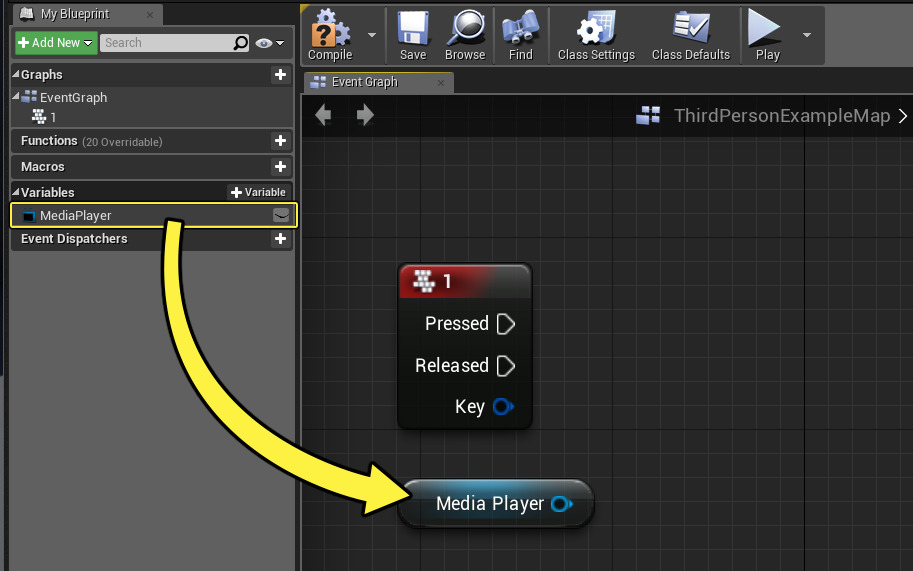 My Blueprint
Add New
Search
Compile
Save
Browse
Find
Class Settings
Class Defaults
Play
Graphs
EventGraph
1
Functions (20 Overridable)
Macros
Variables
Variable
MediaPlayer
Event Dispatchers
Event Graph
ThirdPersonExampleMap
1
Pressed
Released
Key
Media Player